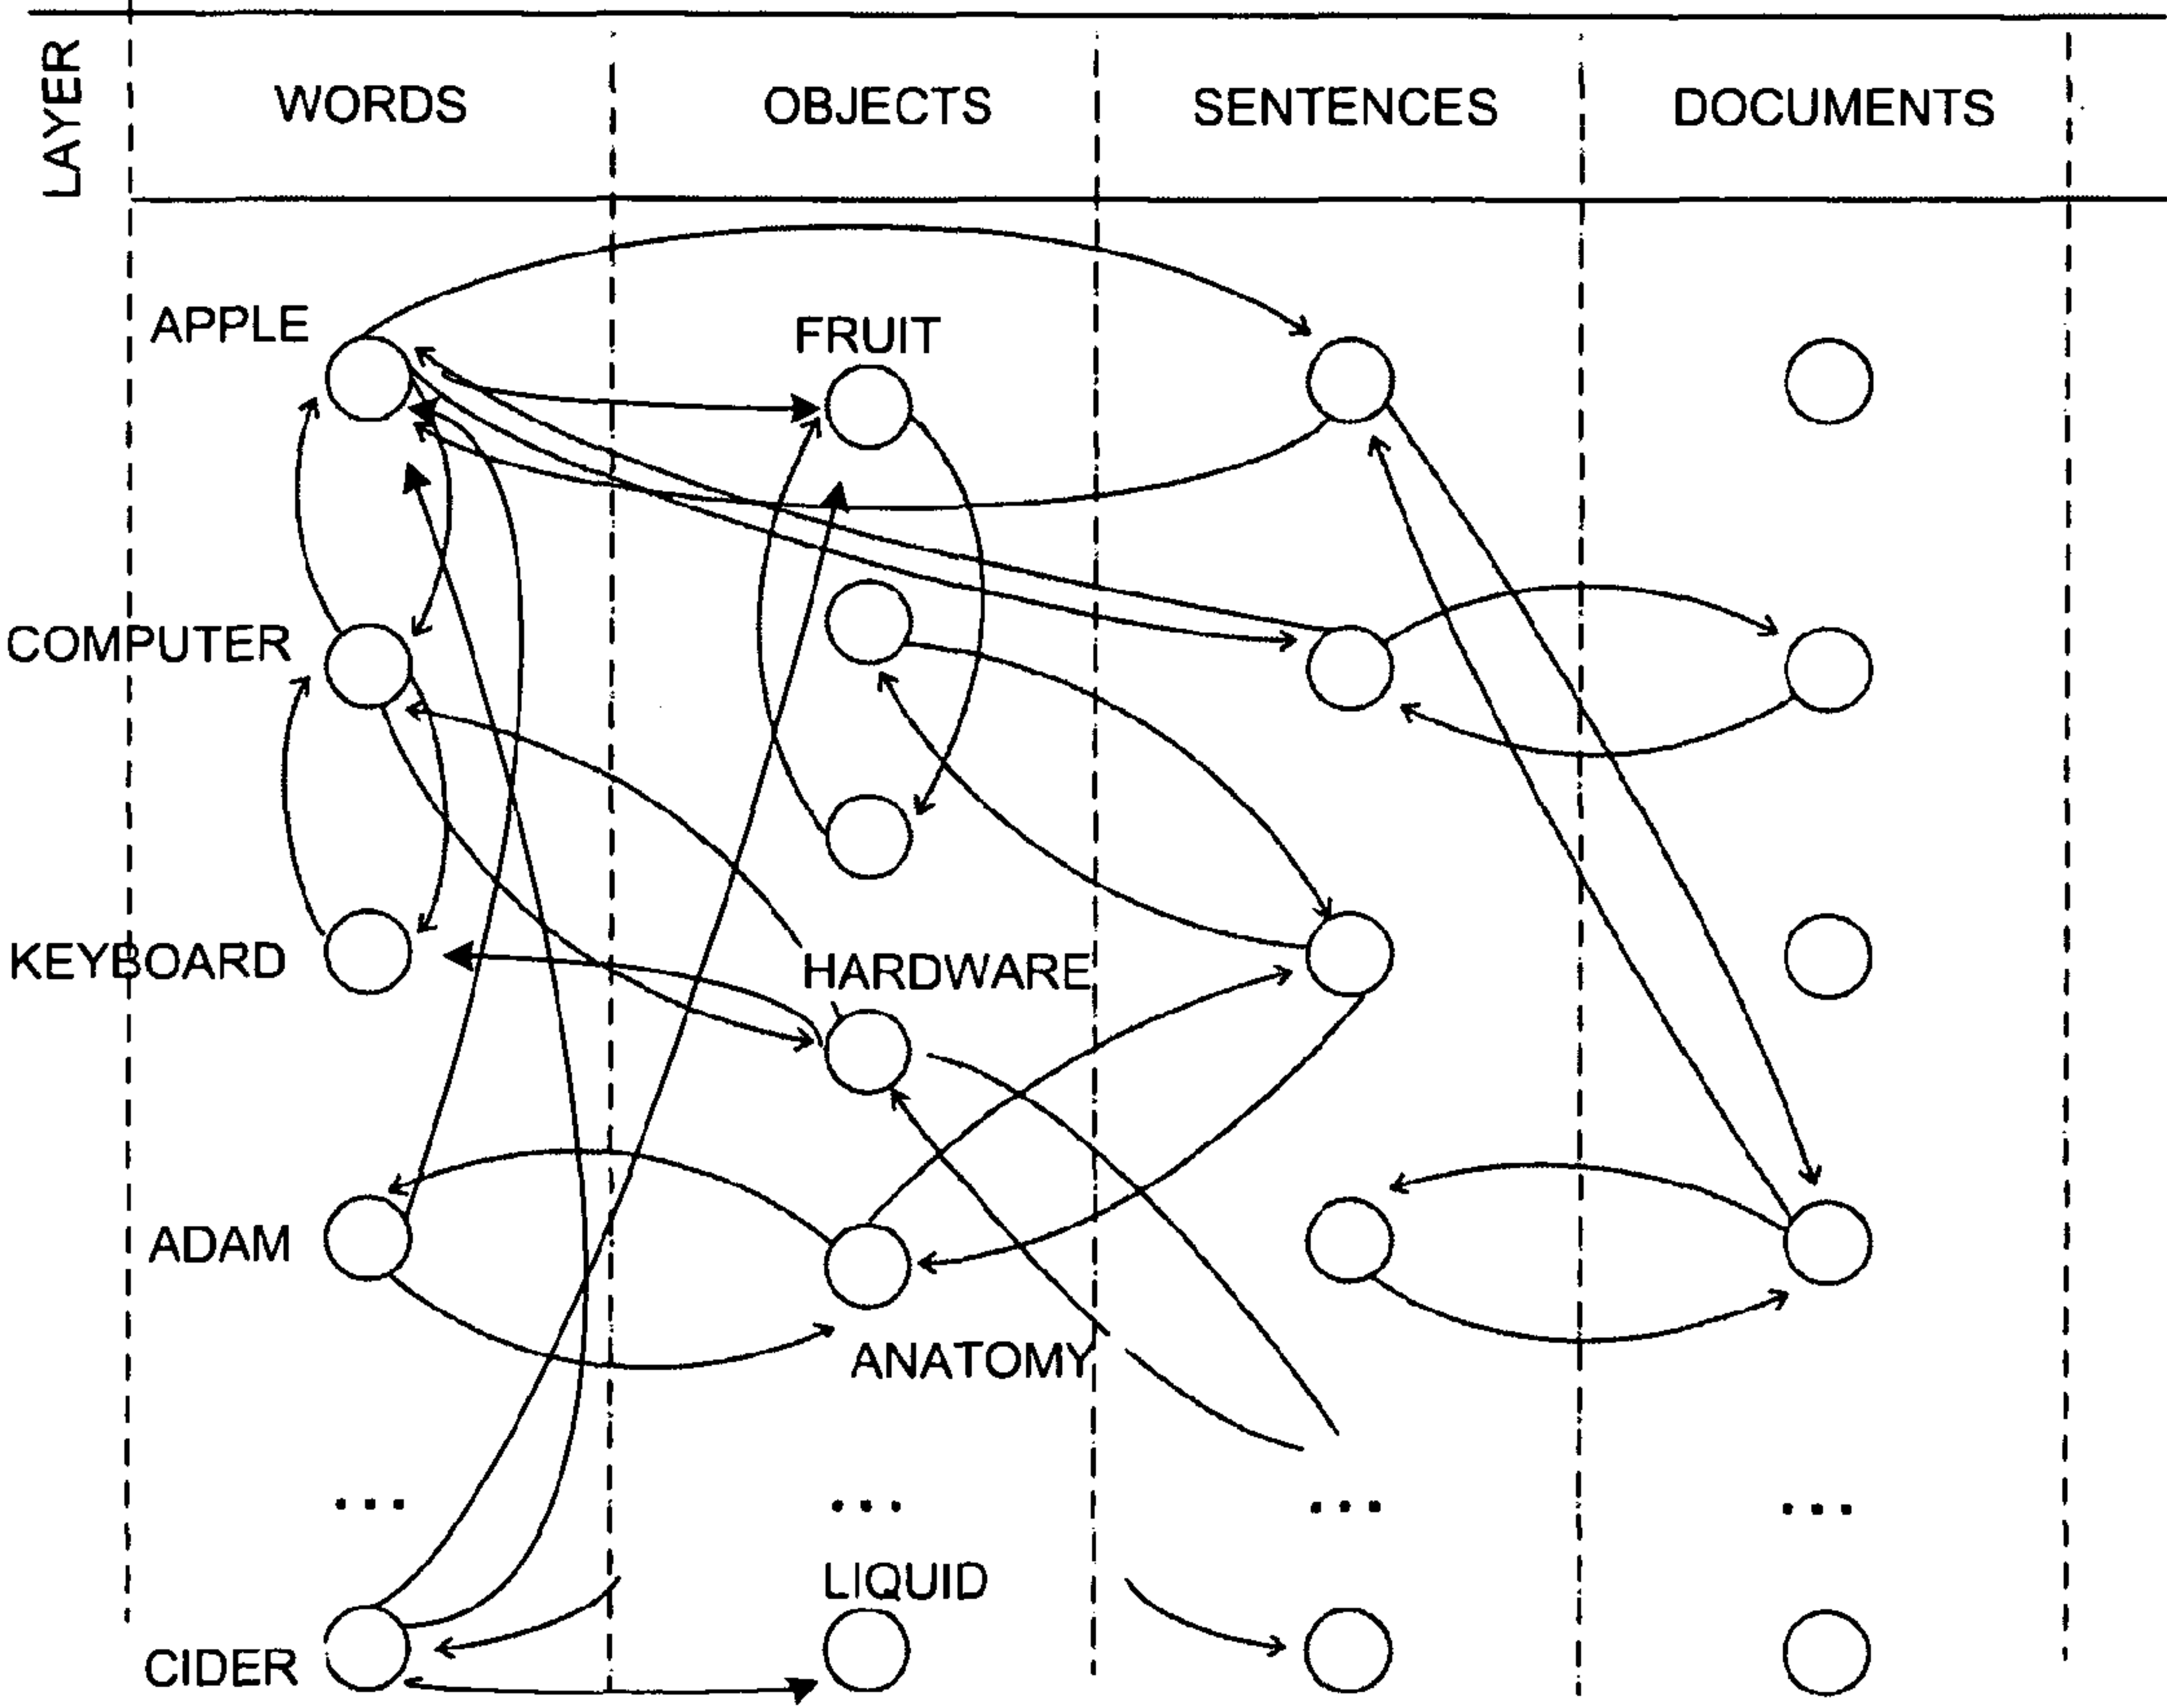 LAYER
WORDS OBJECTS SENTENCES DOCUMENTS
APPLE
FRUIT
COMPUTER
KEYBOARD
HARDWARE
ADAM
ANATOMY
... ... ... ...
LIQUID
CIDER